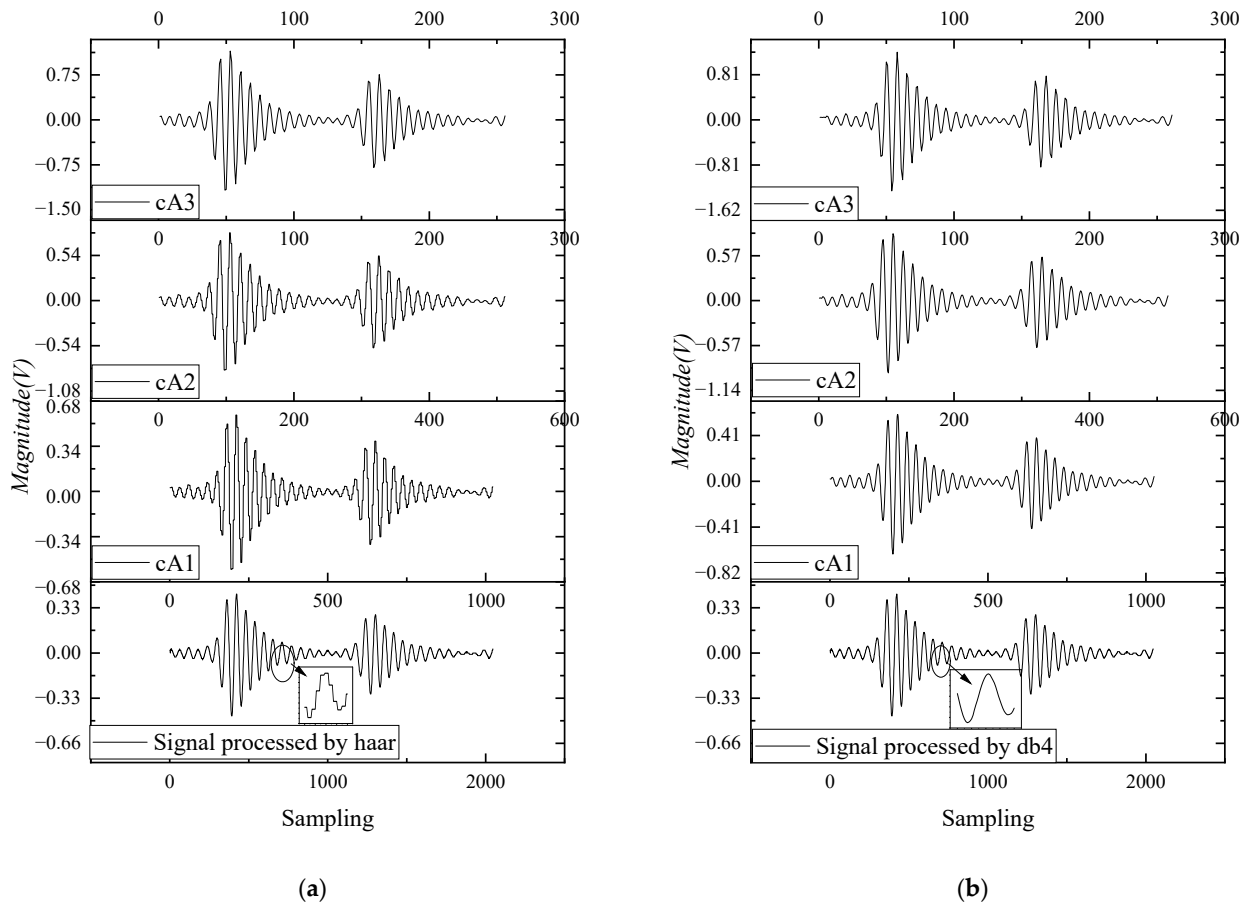 0 100 200 300
0.75
0.00
−0.75
−1.50
cA3
0 100 200 300
0.54
0.00
−0.54
−1.08
cA2
0 200 400 600
0.68
0.34
0.00
−0.34
−0.68
cA1
0 500 1000
0.33
0.00
−0.33
−0.66
Signal processed by haar
0 1000 2000
Sampling
Magnitude(V)
(a)
0 100 200 300
0.81
0.00
−0.81
−1.62
cA3
0 100 200 300
0.57
0.00
−0.57
−1.14
cA2
0 200 400 600
0.41
0.00
−0.41
−0.82
cA1
0 500 1000
0.33
0.00
−0.33
−0.66
Signal processed by db4
0 1000 2000
Sampling
Magnitude(V)
(b)